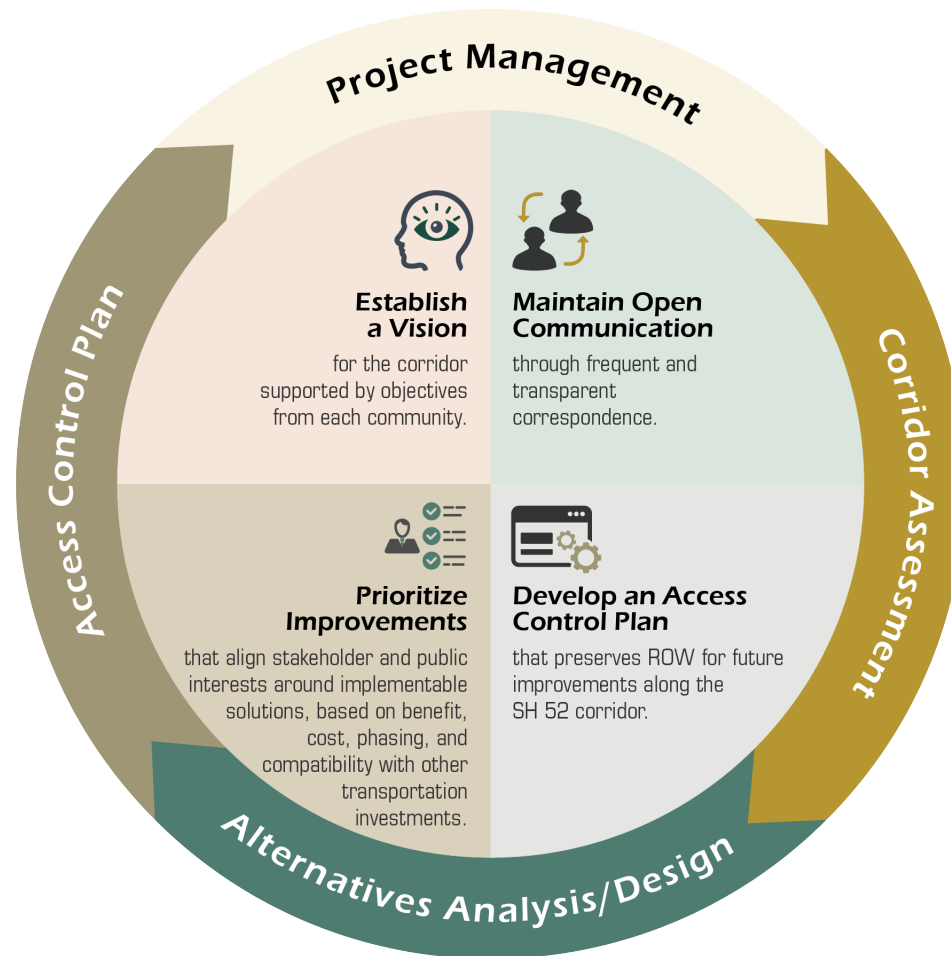 Project Management
Establish
a Vision
for the corridor
supported by objectives
from each community.
Maintain Open
Communication
through frequent and
transparent
correspondence.
Corridor Assessment
Access Control Plan
Prioritize
Improvements
that align stakeholder and public
interests around implementable
solutions, based on benefit,
cost, phasing, and
compatibility with other
transportation
investments.
Develop an Access
Control Plan
that preserves ROW for future
improvements along the
SH 52 corridor.
Alternatives Analysis/Design